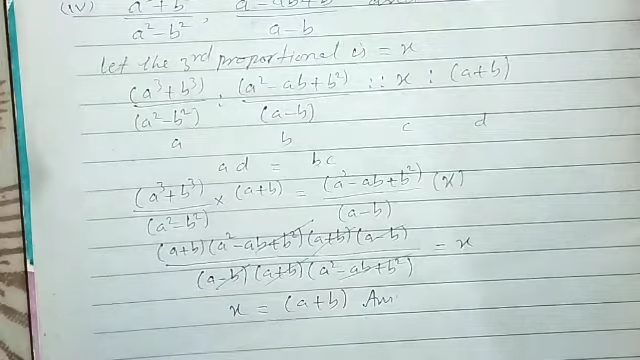 (iv) a³+b³/a²-b², a²-ab+b²/a-b
let the 3rd proportional is = x
(a³+b³)/(a²-b²) : (a²-ab+b²)/(a-b) :: x : (a+b)
a b c d
ad = bc
(a³+b³)/(a²-b²) × (a+b) = (a²-ab+b²)/(a-b) (x)
(a+b)(a²-ab+b²)(a+b)(a-b)/(a-b)(a+b)(a²-ab+b²) = x
x = (a+b) Ans